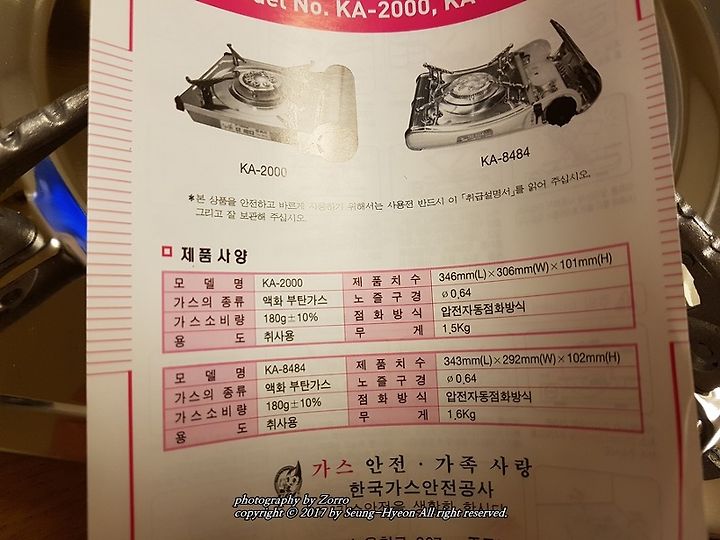 Model No. KA-2000, KA-
KA-2000
KA-8484
*본 상품을 안전하고 바르게 사용하기 위해서는 사용전 반드시 이 「취급설명서」를 읽어 주십시오.
그리고 잘 보관해 주십시오.
제품사양
모델명 KA-2000 제품치수 346mm(L)×306mm(W)×101mm(H)
가스의 종류 액화 부탄가스 노즐구경 ø 0.64
가스소비량 180g±10% 점화방식 압전자동점화방식
용도 취사용 무게 1.5Kg
모델명 KA-8484 제품치수 343mm(L)×292mm(W)×102mm(H)
가스의 종류 액화 부탄가스 노즐구경 ø 0.64
가스소비량 180g±10% 점화방식 압전자동점화방식
용도 취사용 무게 1.6Kg
가스 안전·가족 사랑
한국가스안전공사
photography by Zorro
copyright © 2017 by Seung-Hyeon All right reserved.